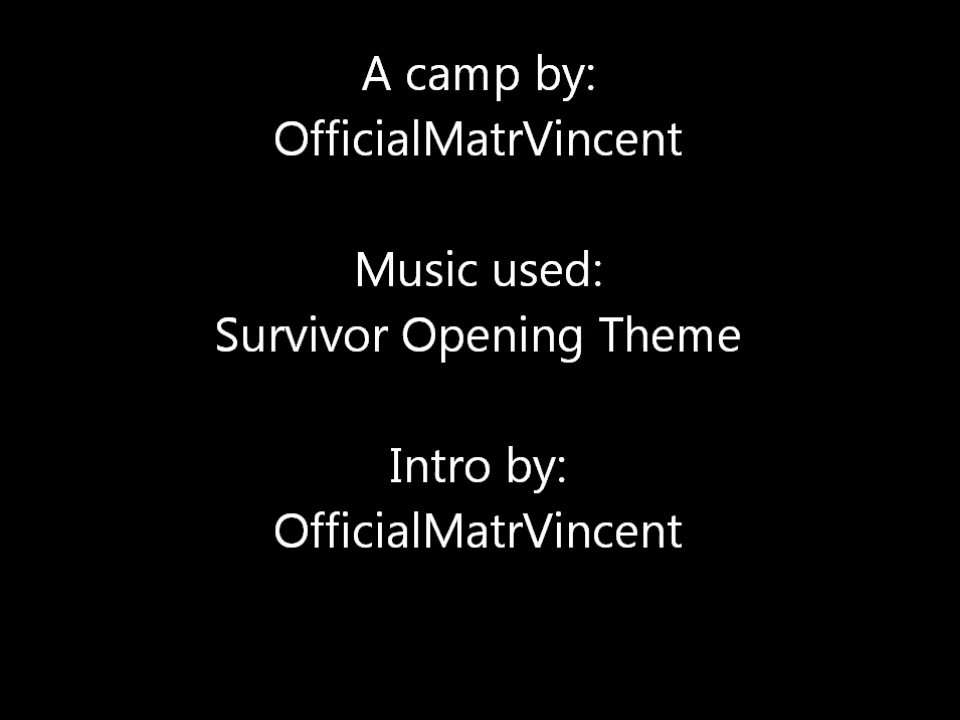 A camp by:
OfficialMatrVincent
Music used:
Survivor Opening Theme
Intro by:
OfficialMatrVincent